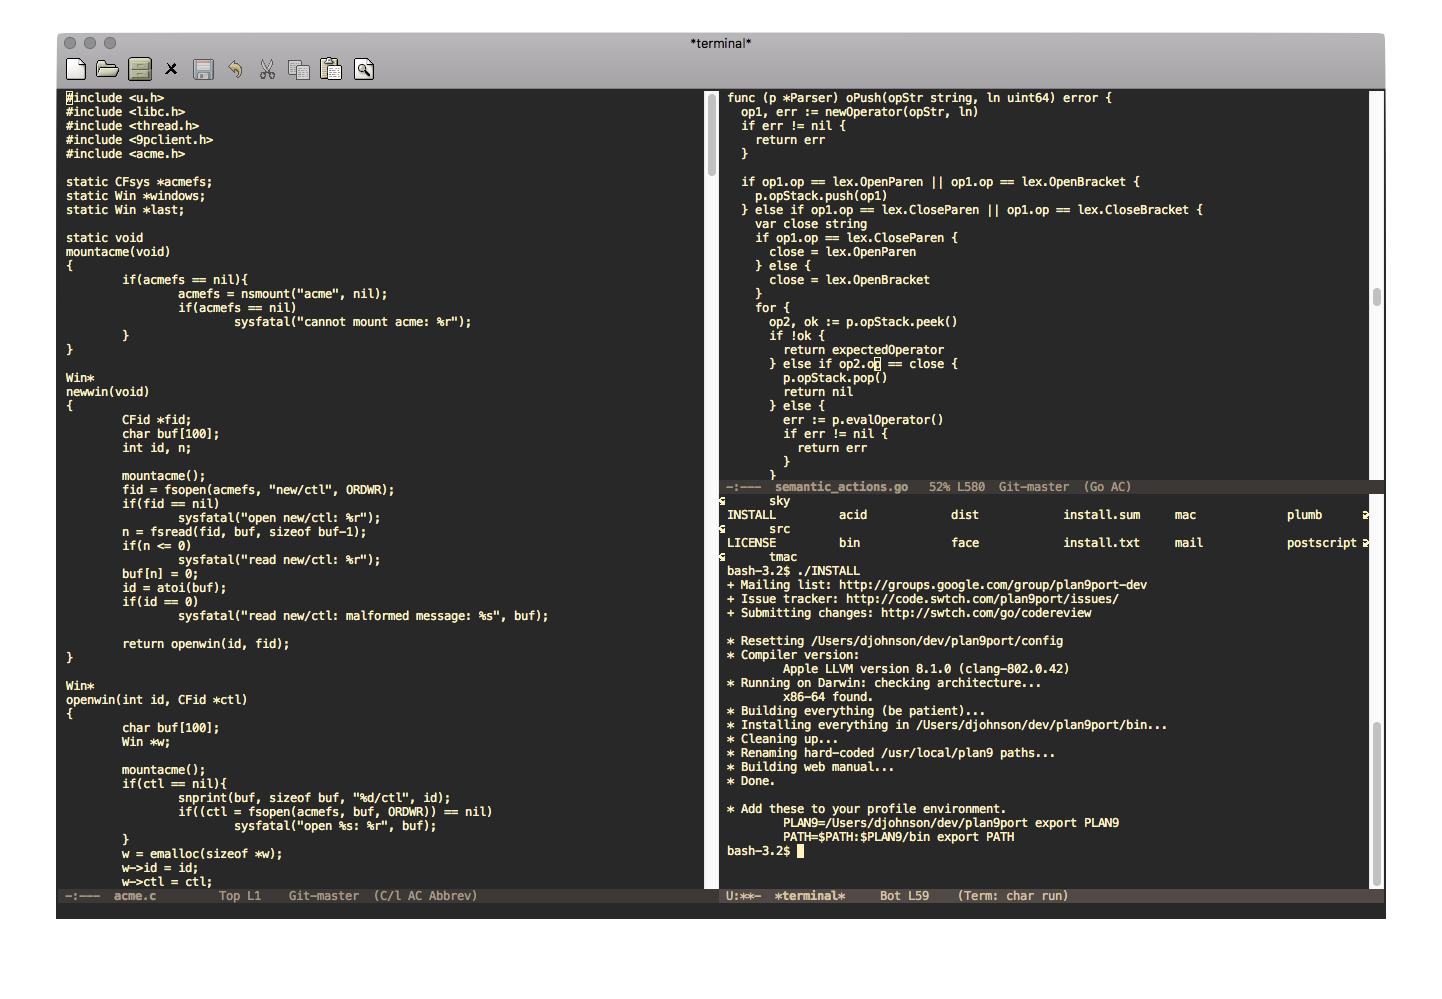 *terminal*
#include <u.h>
#include <libc.h>
#include <thread.h>
#include <9pclient.h>
#include <acme.h>

static CFsys *acmefs;
static Win *windows;
static Win *last;

static void
mountacme(void)
{
        if(acmefs == nil){
                acmefs = nsmount("acme", nil);
                if(acmefs == nil)
                        sysfatal("cannot mount acme: %r");
        }
}

Win*
newwin(void)
{
        CFid *fid;
        char buf[100];
        int id, n;

        mountacme();
        fid = fsopen(acmefs, "new/ctl", ORDWR);
        if(fid == nil)
                sysfatal("open new/ctl: %r");
        n = fsread(fid, buf, sizeof buf-1);
        if(n <= 0)
                sysfatal("read new/ctl: %r");
        buf[n] = 0;
        id = atoi(buf);
        if(id == 0)
                sysfatal("read new/ctl: malformed message: %s", buf);

        return openwin(id, fid);
}

Win*
openwin(int id, CFid *ctl)
{
        char buf[100];
        Win *w;

        mountacme();
        if(ctl == nil){
                snprint(buf, sizeof buf, "%d/ctl", id);
                if((ctl = fsopen(acmefs, buf, ORDWR)) == nil)
                        sysfatal("open %s: %r", buf);
        }
        w = emalloc(sizeof *w);
        w->id = id;
        w->ctl = ctl;
-:---  acme.c         Top L1    Git-master  (C/l AC Abbrev)
func (p *Parser) oPush(opStr string, ln uint64) error {
  op1, err := newOperator(opStr, ln)
  if err != nil {
    return err
  }

  if op1.op == lex.OpenParen || op1.op == lex.OpenBracket {
    p.opStack.push(op1)
  } else if op1.op == lex.CloseParen || op1.op == lex.CloseBracket {
    var close string
    if op1.op == lex.CloseParen {
      close = lex.OpenParen
    } else {
      close = lex.OpenBracket
    }
    for {
      op2, ok := p.opStack.peek()
      if !ok {
        return expectedOperator
      } else if op2.op == close {
        p.opStack.pop()
        return nil
      } else {
        err := p.evalOperator()
        if err != nil {
          return err
        }
      }
-:---  semantic_actions.go   52% L580  Git-master  (Go AC)
      sky
INSTALL         acid            dist            install.sum     mac             plumb
      src
LICENSE         bin             face            install.txt     mail            postscript
      tmac
bash-3.2$ ./INSTALL
+ Mailing list: http://groups.google.com/group/plan9port-dev
+ Issue tracker: http://code.swtch.com/plan9port/issues/
+ Submitting changes: http://swtch.com/go/codereview

* Resetting /Users/djohnson/dev/plan9port/config
* Compiler version:
        Apple LLVM version 8.1.0 (clang-802.0.42)
* Running on Darwin: checking architecture...
        x86-64 found.
* Building everything (be patient)...
* Installing everything in /Users/djohnson/dev/plan9port/bin...
* Cleaning up...
* Renaming hard-coded /usr/local/plan9 paths...
* Building web manual...
* Done.

* Add these to your profile environment.
        PLAN9=/Users/djohnson/dev/plan9port export PLAN9
        PATH=$PATH:$PLAN9/bin export PATH
bash-3.2$
U:**-  *terminal*     Bot L59    (Term: char run)